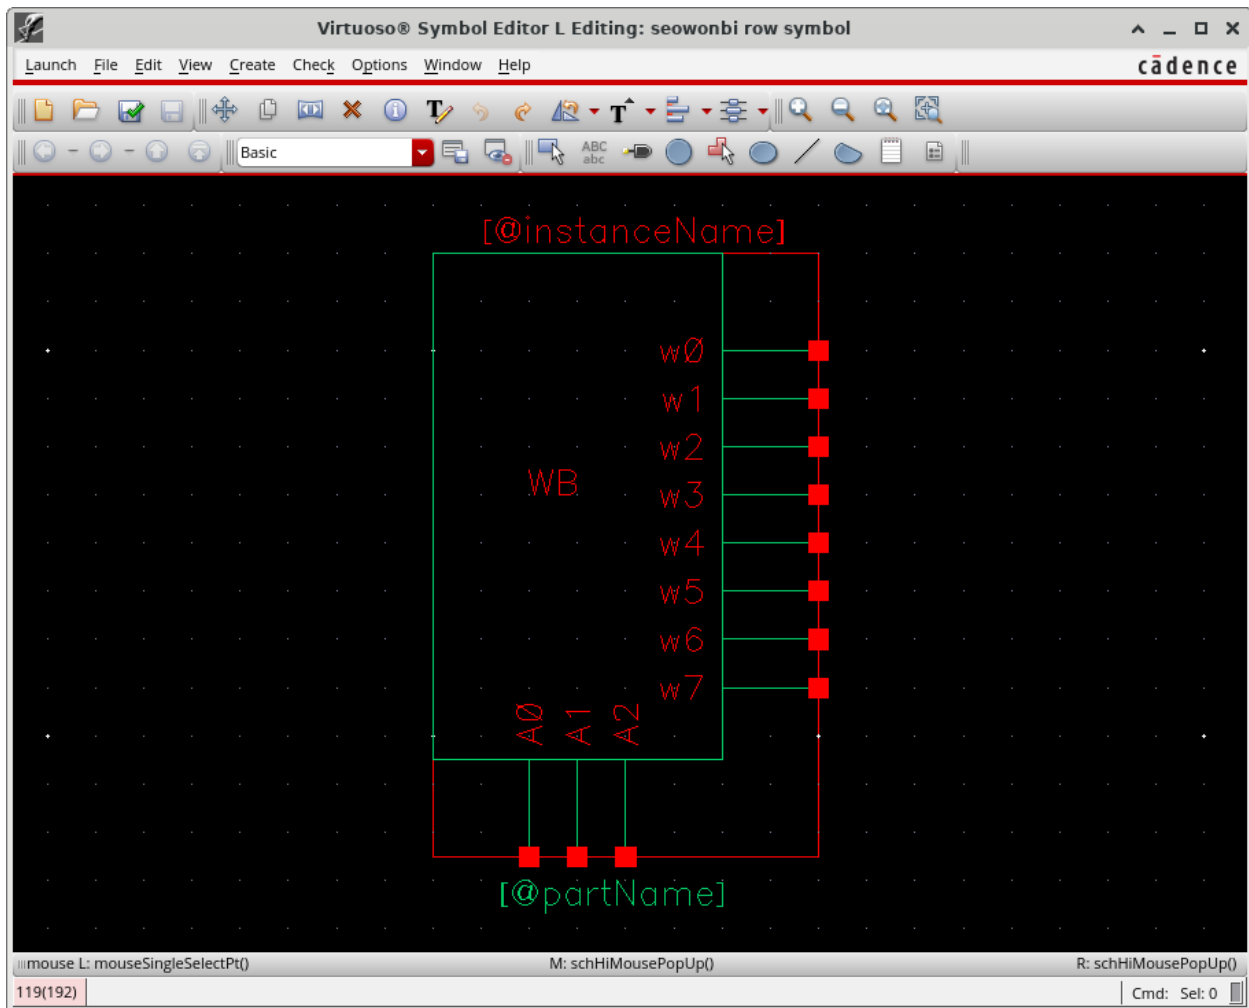 Virtuoso® Symbol Editor L Editing: seowonbi row symbol
Launch File Edit View Create Check Options Window Help
cādence
Basic
ABC
abc
[@instanceName]
w0
w1
w2
WB
w3
w4
w5
w6
w7
A0 A1 A2
[@partName]
mouse L: mouseSingleSelectPt() M: schHiMousePopUp() R: schHiMousePopUp()
119(192) Cmd: Sel: 0